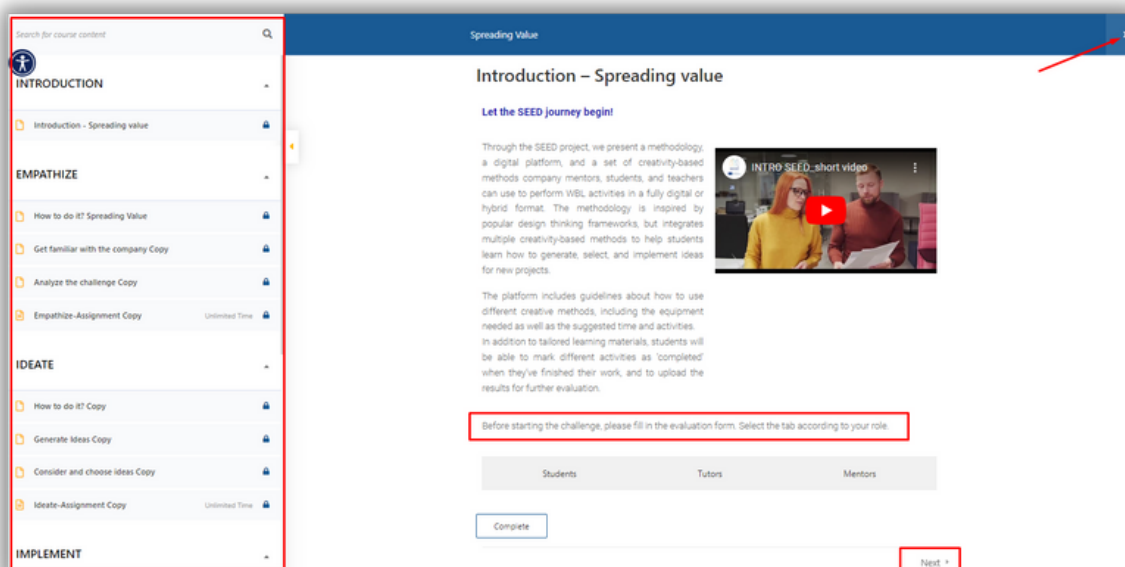 Search for course content
INTRODUCTION
Introduction - Spreading value
EMPATHIZE
How to do it? Spreading Value
Get familiar with the company Copy
Analyze the challenge Copy
Empathize-Assignment Copy Unlimited Time
IDEATE
How to do it? Copy
Generate Ideas Copy
Consider and choose ideas Copy
Ideate-Assignment Copy Unlimited Time
IMPLEMENT
Spreading Value
Introduction – Spreading value
Let the SEED journey begin!
Through the SEED project, we present a methodology,
a digital platform, and a set of creativity-based
methods company mentors, students, and teachers
can use to perform WBL activities in a fully digital or
hybrid format. The methodology is inspired by
popular design thinking frameworks, but integrates
multiple creativity-based methods to help students
learn how to generate, select, and implement ideas
for new projects.
INTRO SEED_short video
The platform includes guidelines about how to use
different creative methods, including the equipment
needed as well as the suggested time and activities.
In addition to tailored learning materials, students will
be able to mark different activities as 'completed'
when they've finished their work, and to upload the
results for further evaluation.
Before starting the challenge, please fill in the evaluation form. Select the tab according to your role.
Students Tutors Mentors
Complete
Next